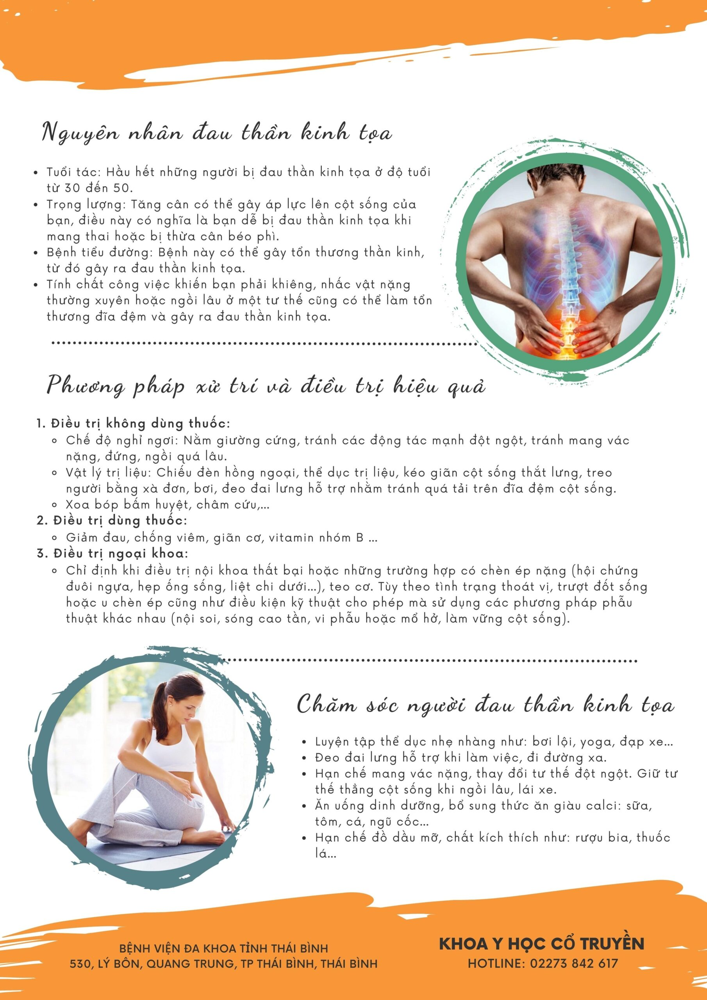 Nguyên nhân đau thần kinh tọa
• Tuổi tác: Hầu hết những người bị đau thần kinh tọa ở độ tuổi
từ 30 đến 50.
• Trọng lượng: Tăng cân có thể gây áp lực lên cột sống của
bạn, điều này có nghĩa là bạn dễ bị đau thần kinh tọa khi
mang thai hoặc bị thừa cân béo phì.
• Bệnh tiểu đường: Bệnh này có thể gây tổn thương thần kinh,
từ đó gây ra đau thần kinh tọa.
• Tính chất công việc khiến bạn phải khiêng, nhấc vật nặng
thường xuyên hoặc ngồi lâu ở một tư thế cũng có thể làm tổn
thương đĩa đệm và gây ra đau thần kinh tọa.
Phương pháp xử trí và điều trị hiệu quả
1. Điều trị không dùng thuốc:
◦ Chế độ nghỉ ngơi: Nằm giường cứng, tránh các động tác mạnh đột ngột, tránh mang vác
nặng, đứng, ngồi quá lâu.
◦ Vật lý trị liệu: Chiếu đèn hồng ngoại, thể dục trị liệu, kéo giãn cột sống thắt lưng, treo
người bằng xà đơn, bơi, đeo đai lưng hỗ trợ nhằm tránh quá tải trên đĩa đệm cột sống.
◦ Xoa bóp bấm huyệt, châm cứu,...
2. Điều trị dùng thuốc:
◦ Giảm đau, chống viêm, giãn cơ, vitamin nhóm B ...
3. Điều trị ngoại khoa:
◦ Chỉ định khi điều trị nội khoa thất bại hoặc những trường hợp có chèn ép nặng (hội chứng
đuôi ngựa, hẹp ống sống, liệt chi dưới...), teo cơ. Tùy theo tình trạng thoát vị, trượt đốt sống
hoặc u chèn ép cũng như điều kiện kỹ thuật cho phép mà sử dụng các phương pháp phẫu
thuật khác nhau (nội soi, sóng cao tần, vi phẫu hoặc mổ hở, làm vững cột sống).
Chăm sóc người đau thần kinh tọa
• Luyện tập thể dục nhẹ nhàng như: bơi lội, yoga, đạp xe...
• Đeo đai lưng hỗ trợ khi làm việc, đi đường xa.
• Hạn chế mang vác nặng, thay đổi tư thế đột ngột. Giữ tư
thế thẳng cột sống khi ngồi lâu, lái xe.
• Ăn uống dinh dưỡng, bổ sung thức ăn giàu calci: sữa,
tôm, cá, ngũ cốc...
• Hạn chế đồ dầu mỡ, chất kích thích như: rượu bia, thuốc
lá...
BỆNH VIỆN ĐA KHOA TỈNH THÁI BÌNH
530, LÝ BÔN, QUANG TRUNG, TP THÁI BÌNH, THÁI BÌNH
KHOA Y HỌC CỔ TRUYỀN
HOTLINE: 02273 842 617